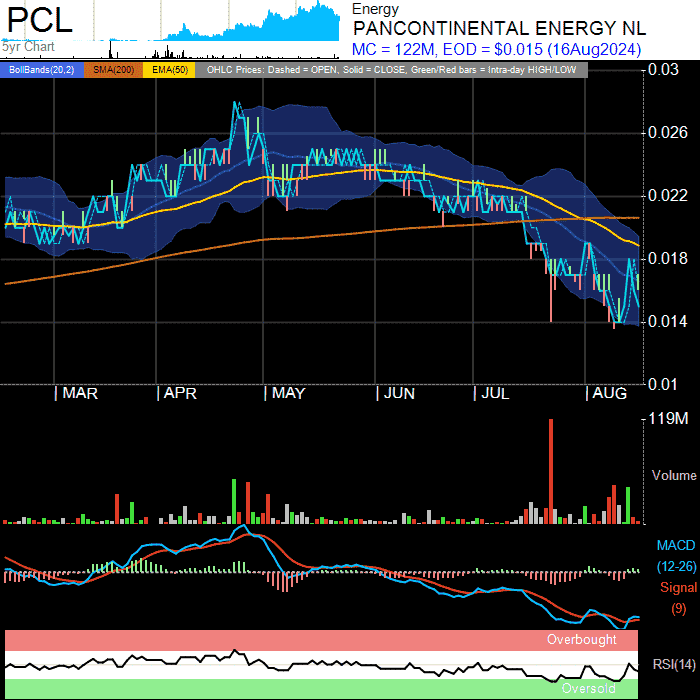 PCL
5yr Chart
Energy
PANCONTINENTAL ENERGY NL
MC = 122M, EOD = $0.015 (16Aug2024)
BollBands(20,2) SMA(200) EMA(50) OHLC Prices: Dashed = OPEN, Solid = CLOSE, Green/Red bars = Intra-day HIGH/LOW
0.03
0.026
0.022
0.018
0.014
0.01
MAR APR MAY JUN JUL AUG
119M
Volume
MACD
(12-26)
Signal
(9)
Overbought
RSI(14)
Oversold